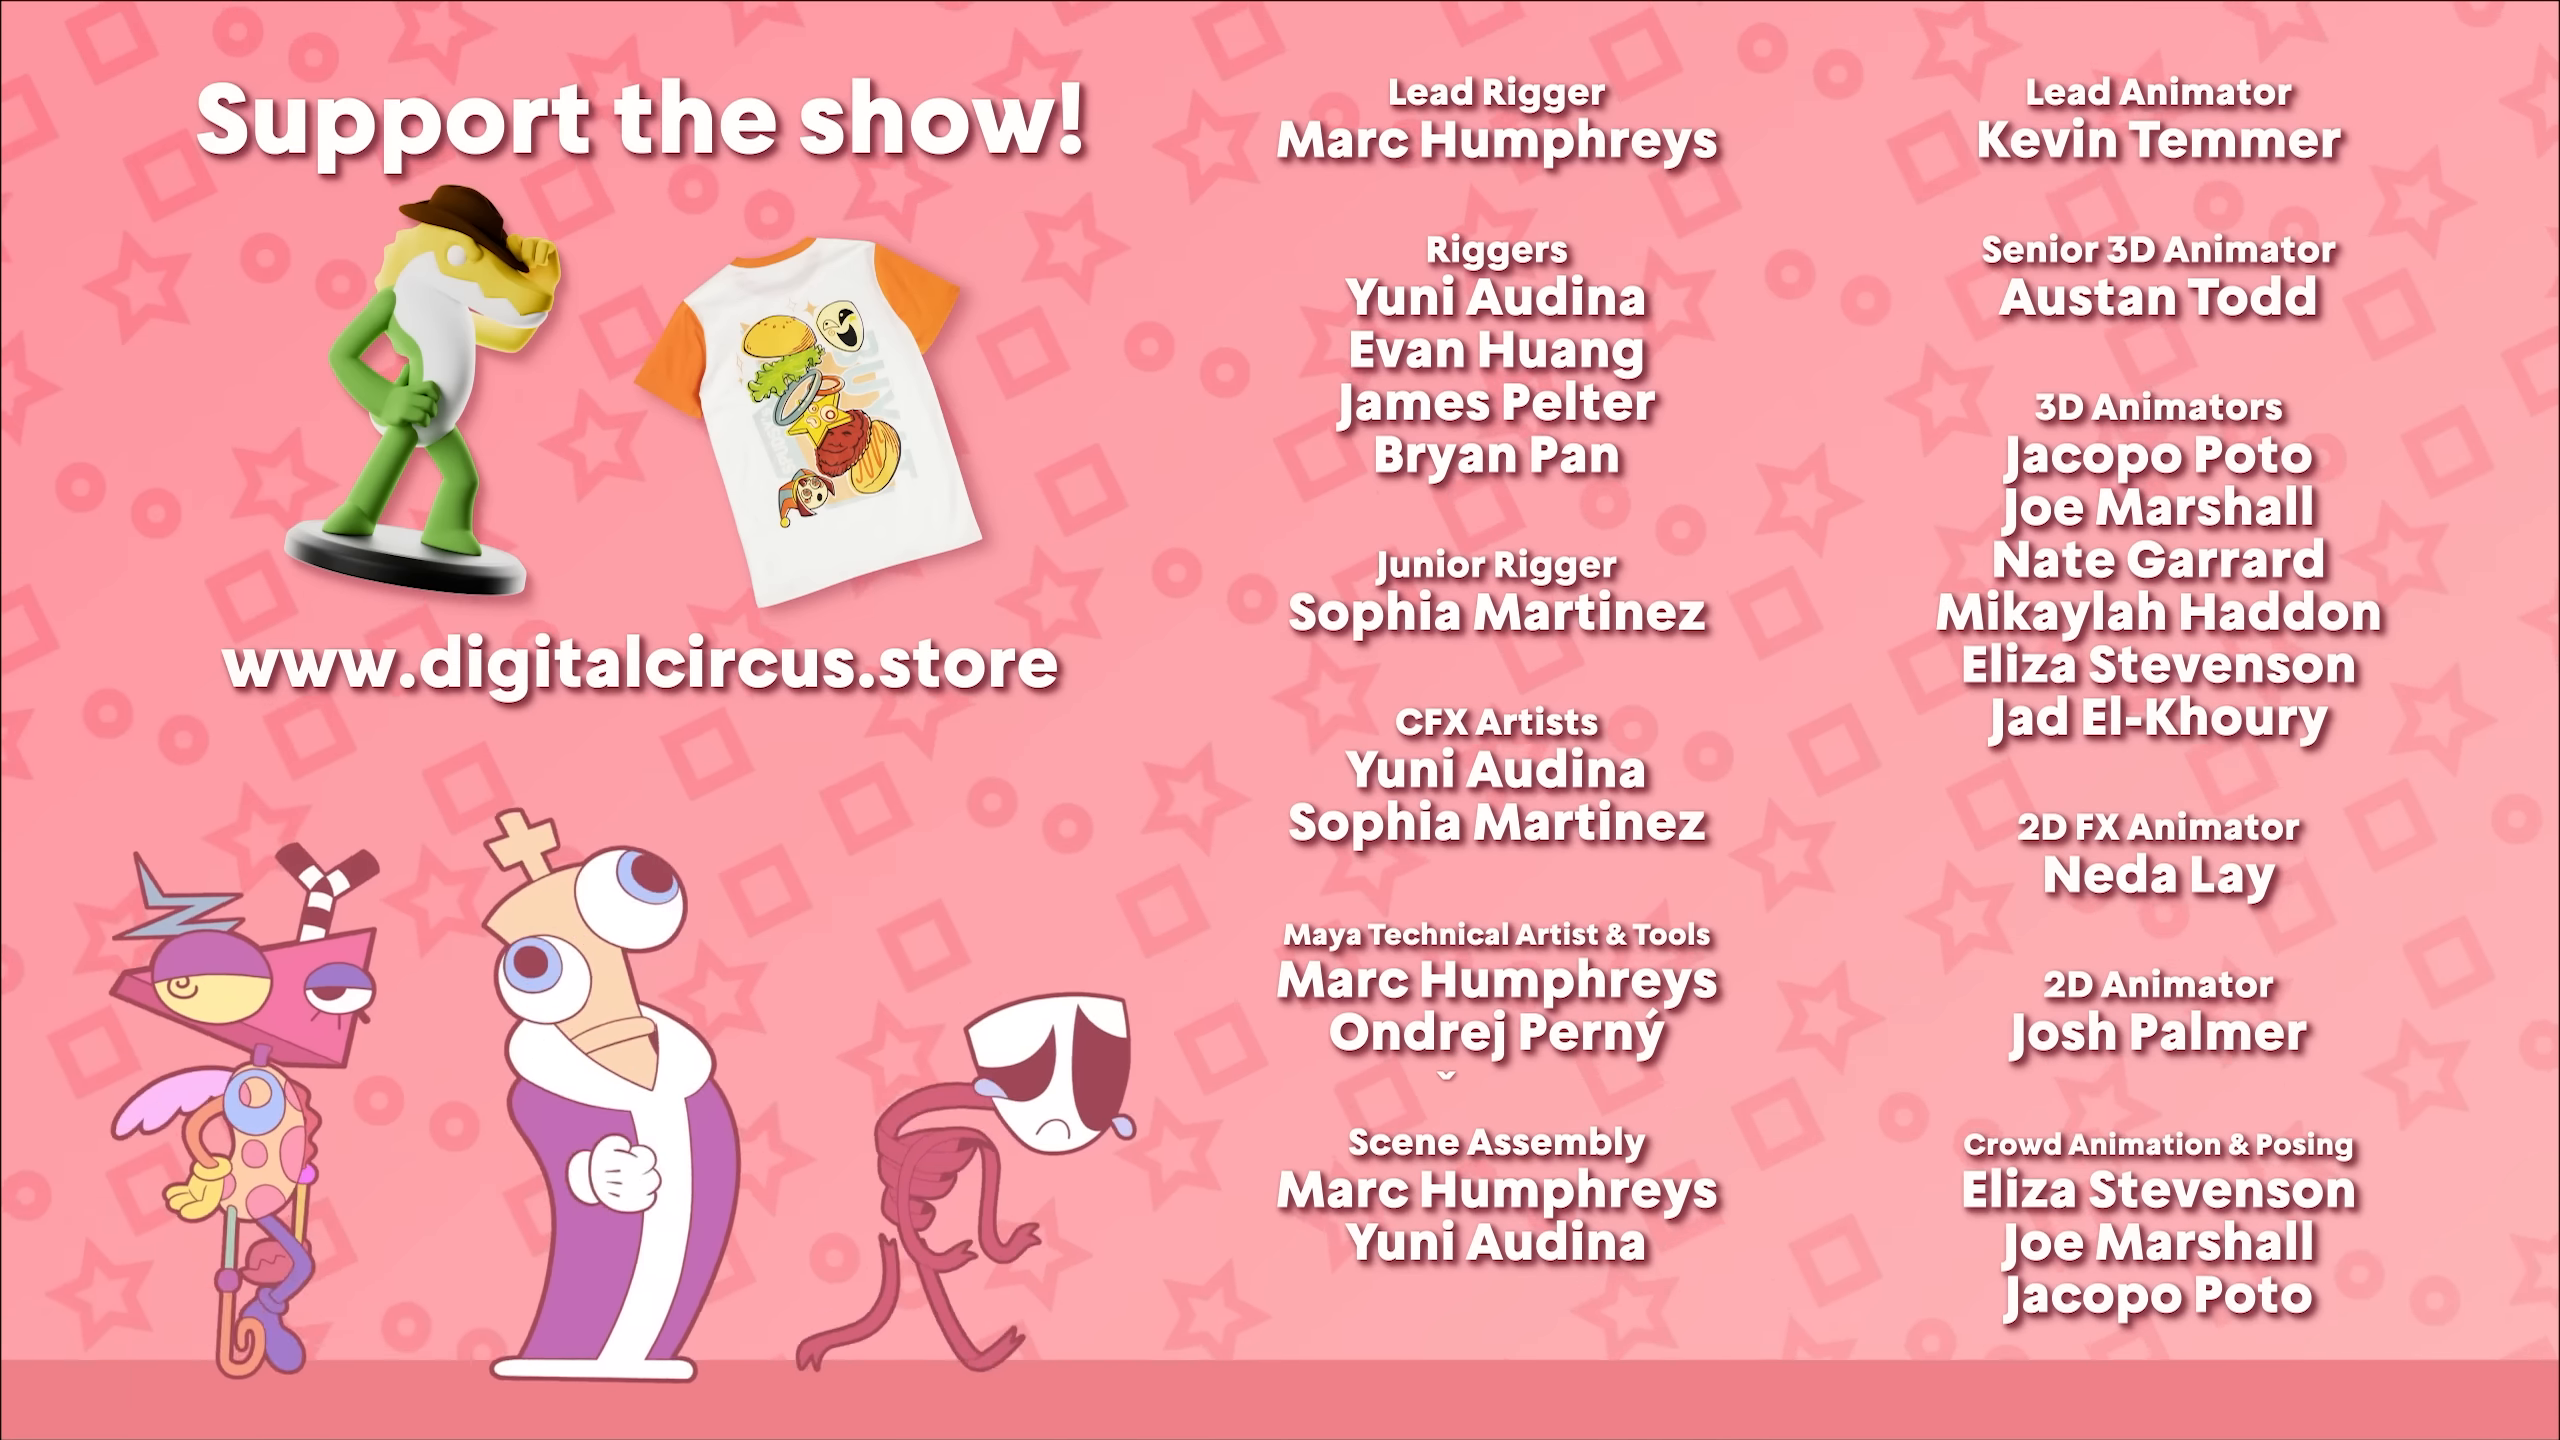 Support the show!
www.digitalcircus.store
Lead Rigger
Marc Humphreys
Riggers
Yuni Audina
Evan Huang
James Pelter
Bryan Pan
Junior Rigger
Sophia Martinez
CFX Artists
Yuni Audina
Sophia Martinez
Maya Technical Artist & Tools
Marc Humphreys
Ondrej Perný
Scene Assembly
Marc Humphreys
Yuni Audina
Lead Animator
Kevin Temmer
Senior 3D Animator
Austan Todd
3D Animators
Jacopo Poto
Joe Marshall
Nate Garrard
Mikaylah Haddon
Eliza Stevenson
Jad El-Khoury
2D FX Animator
Neda Lay
2D Animator
Josh Palmer
Crowd Animation & Posing
Eliza Stevenson
Joe Marshall
Jacopo Poto